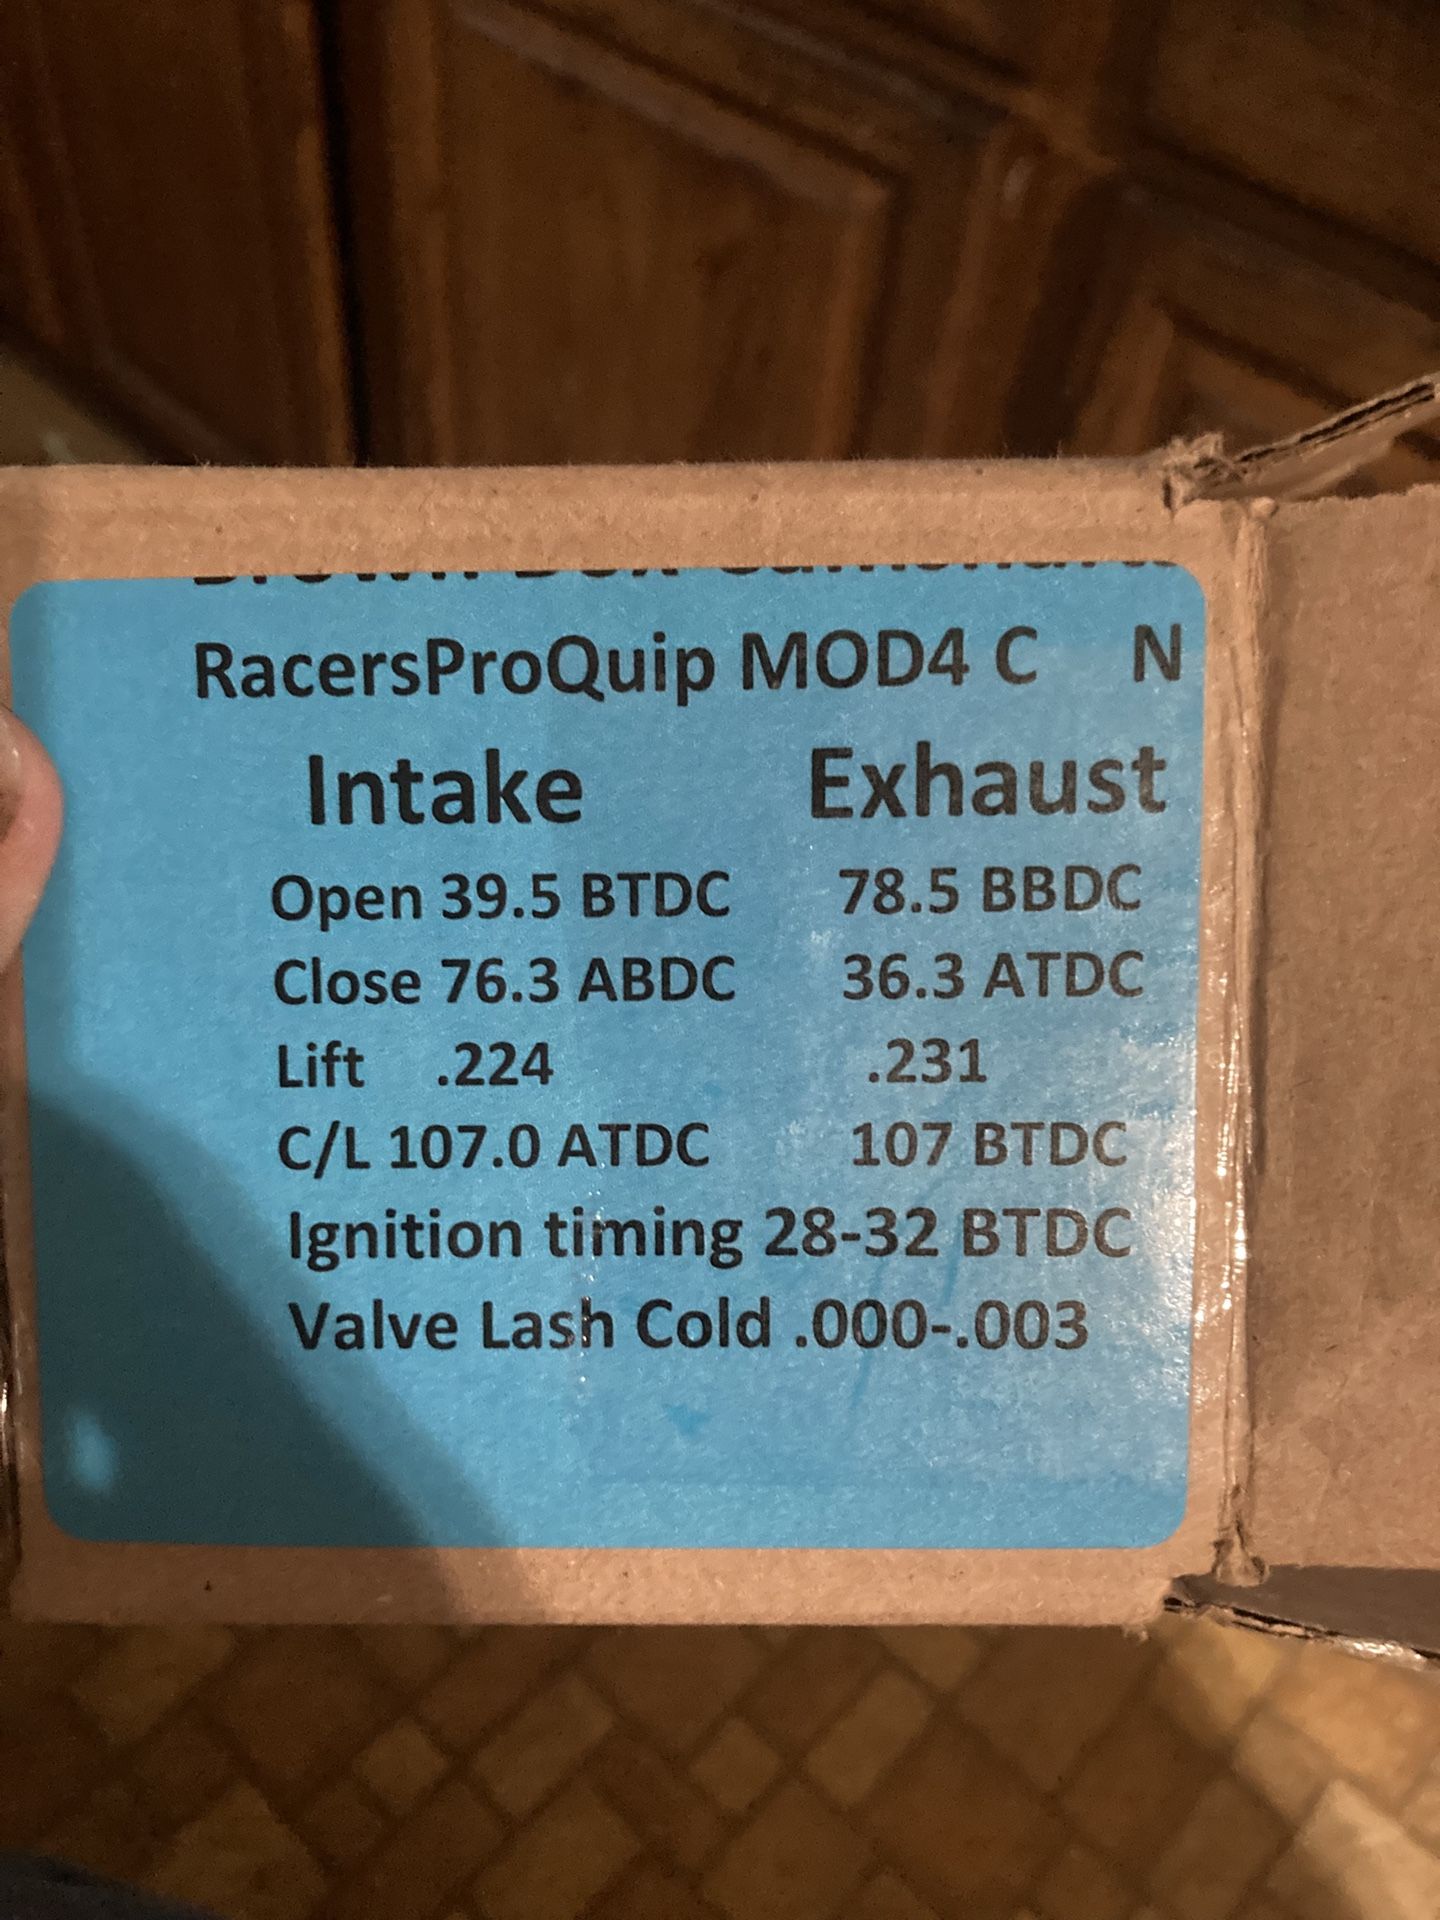 RacersProQuip MOD4 C N
Intake Exhaust
Open 39.5 BTDC 78.5 BBDC
Close 76.3 ABDC 36.3 ATDC
Lift .224 .231
C/L 107.0 ATDC 107 BTDC
Ignition timing 28-32 BTDC
Valve Lash Cold .000-.003